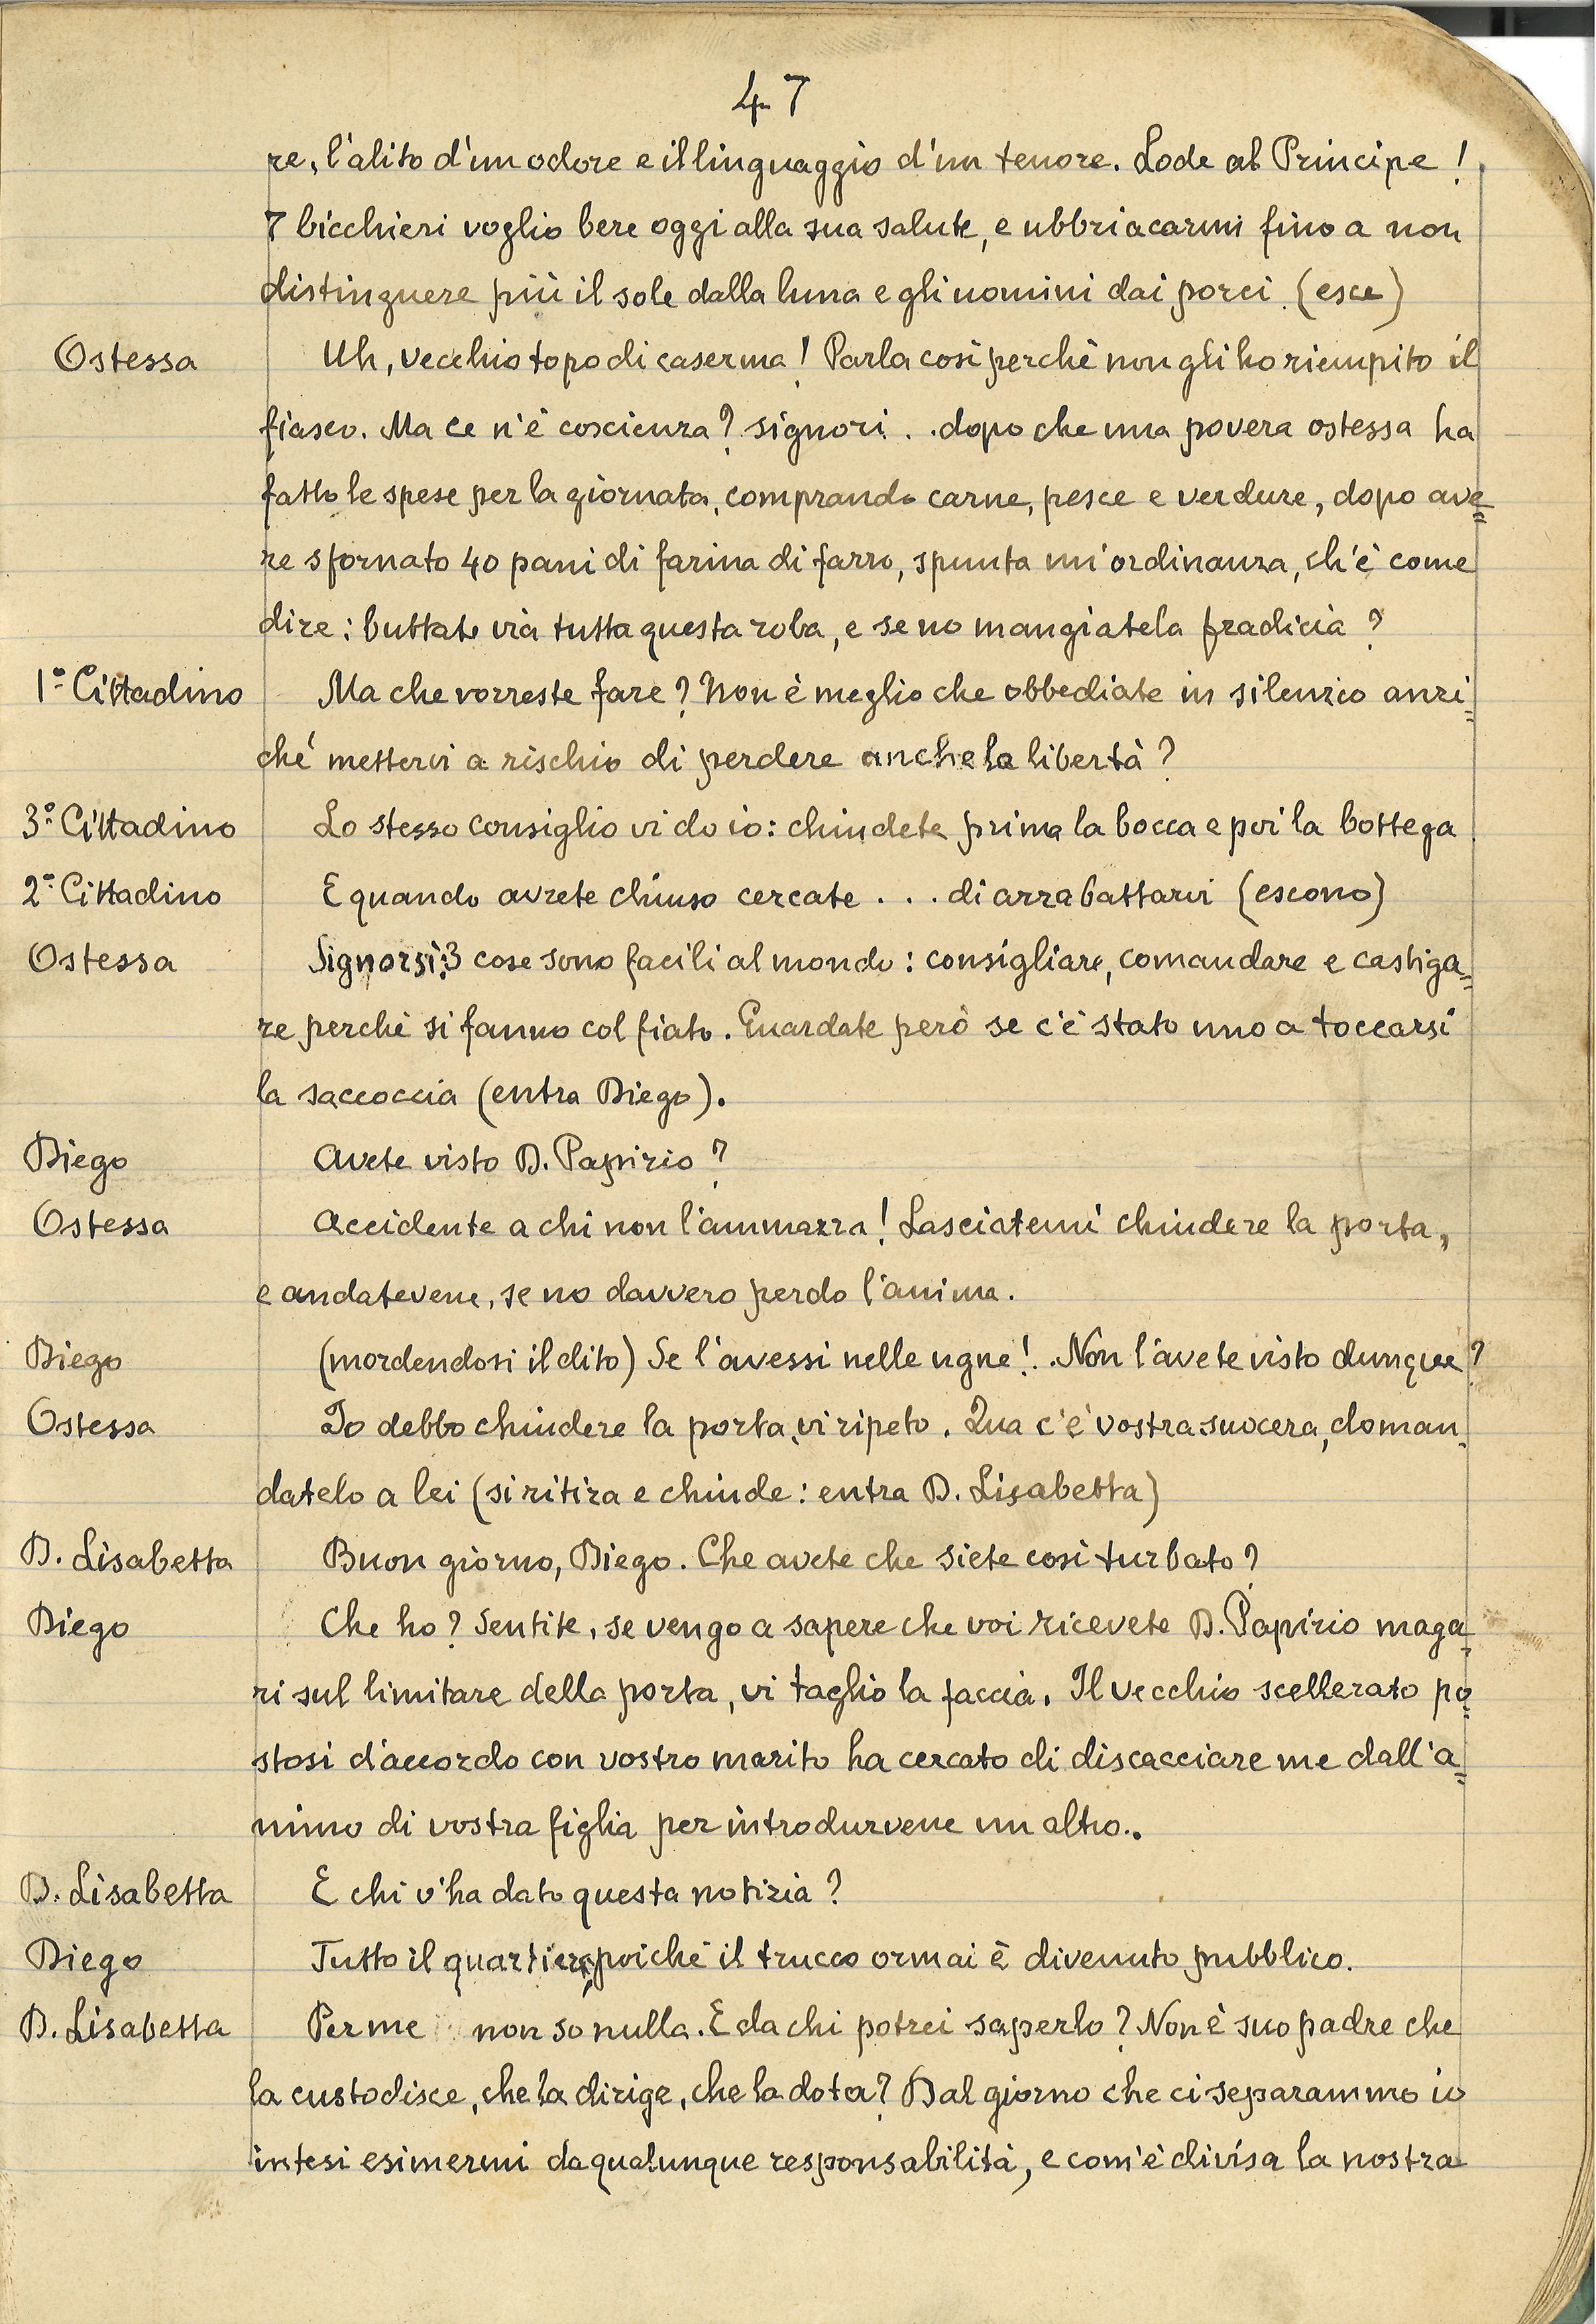 47
re, l'alito d'un odore e il linguaggio d'un tenore. Lode al Principe!
7 bicchieri voglio bere oggi alla sua salute, e ubbriacarmi fino a non
distinguere più il sole dalla luna e gli uomini dai porci. (esce)
Ostessa Uh, vecchio topo di caserma! Parla così perchè non gli ho riempito il
fiasco. Ma ce n'è coscienza? signori... dopo che una povera ostessa ha
fatto le spese per la giornata, comprando carne, pesce e verdure, dopo ave=
re sfornato 40 pani di farina di farro, spunta un'ordinanza, ch'è come
dire: buttate via tutta questa roba, e se no mangiatela fradicia?
1° Cittadino Ma che vorreste fare? Non è meglio che obbediate in silenzio anzi=
ché mettervi a rischio di perdere anche la libertà?
3° Cittadino Lo stesso consiglio vi do io: chiudete prima la bocca e poi la bottega.
2° Cittadino E quando avrete chiuso cercate... di arrabattarvi (escono)
Ostessa Signorsì: 3 cose sono facili al mondo: consigliare, comandare e castiga=
re perchè si fanno col fiato. Guardate però se c'è stato uno a toccarsi
la saccoccia (entra Diego).
Diego Avete visto D. Papirio?
Ostessa Accidente a chi non l'ammazza! Lasciatemi chiudere la porta,
e andatevene, se no davvero perdo l'anima.
Diego (mordendosi il dito) Se l'avessi nelle ugne!. Non l'avete visto dunque?
Ostessa Io debbo chiudere la porta, vi ripeto. Qua c'è vostra suocera, doman=
datelo a lei (si ritira e chiude: entra D. Lisabetta)
D. Lisabetta Buon giorno, Diego. Che avete che siete così turbato?
Diego Che ho? Sentite, se vengo a sapere che voi ricevete D. Papirio maga=
ri sul limitare della porta, vi taglio la faccia. Il vecchio scellerato po=
stosi d'accordo con vostro marito ha cercato di discacciare me dall'a=
nimo di vostra figlia per introdurvene un altro..
D. Lisabetta E chi v'ha dato questa notizia?
Diego Tutto il quartiere, poiché il trucco ormai è divenuto pubblico.
D. Lisabetta Per me non so nulla. E da chi potrei saperlo? Non è suo padre che
la custodisce, che la dirige, che la dota? Dal giorno che ci separammo io
intesi esimermi da qualunque responsabilità, e com'è divisa la nostra